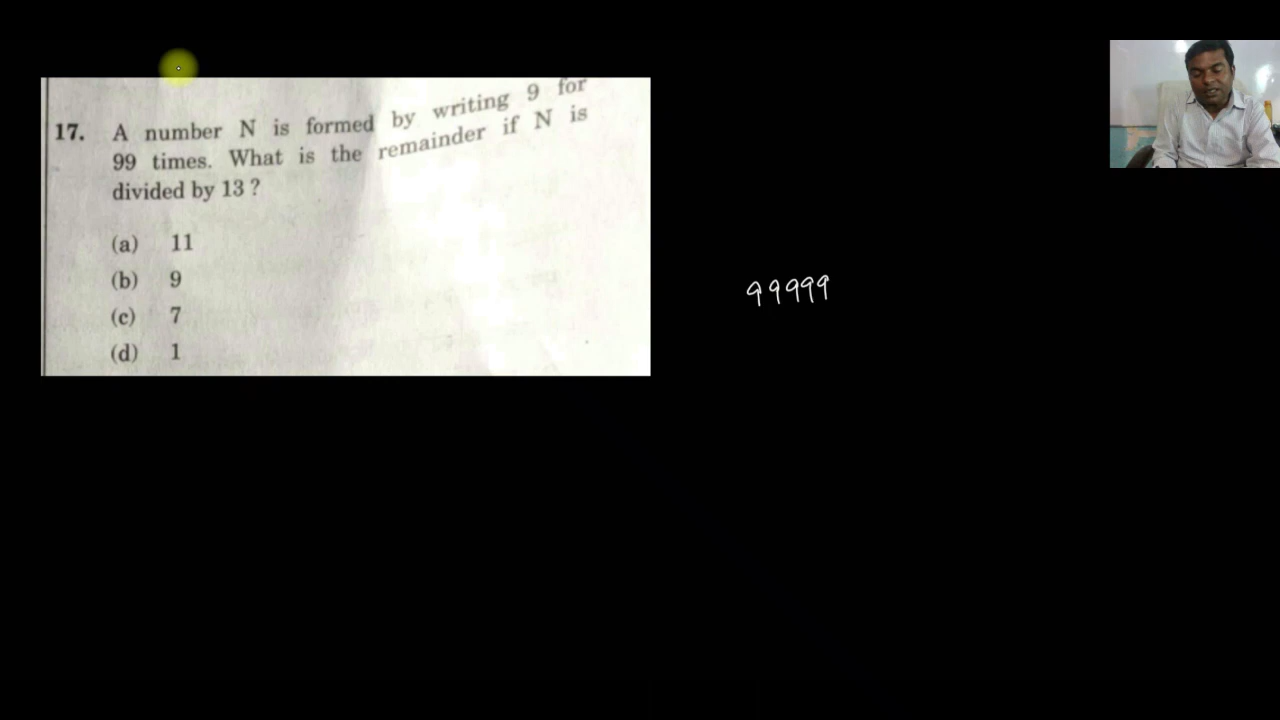 17. A number N is formed by writing 9 for
99 times. What is the remainder if N is
divided by 13 ?
(a) 11
(b) 9
(c) 7
(d) 1
99999